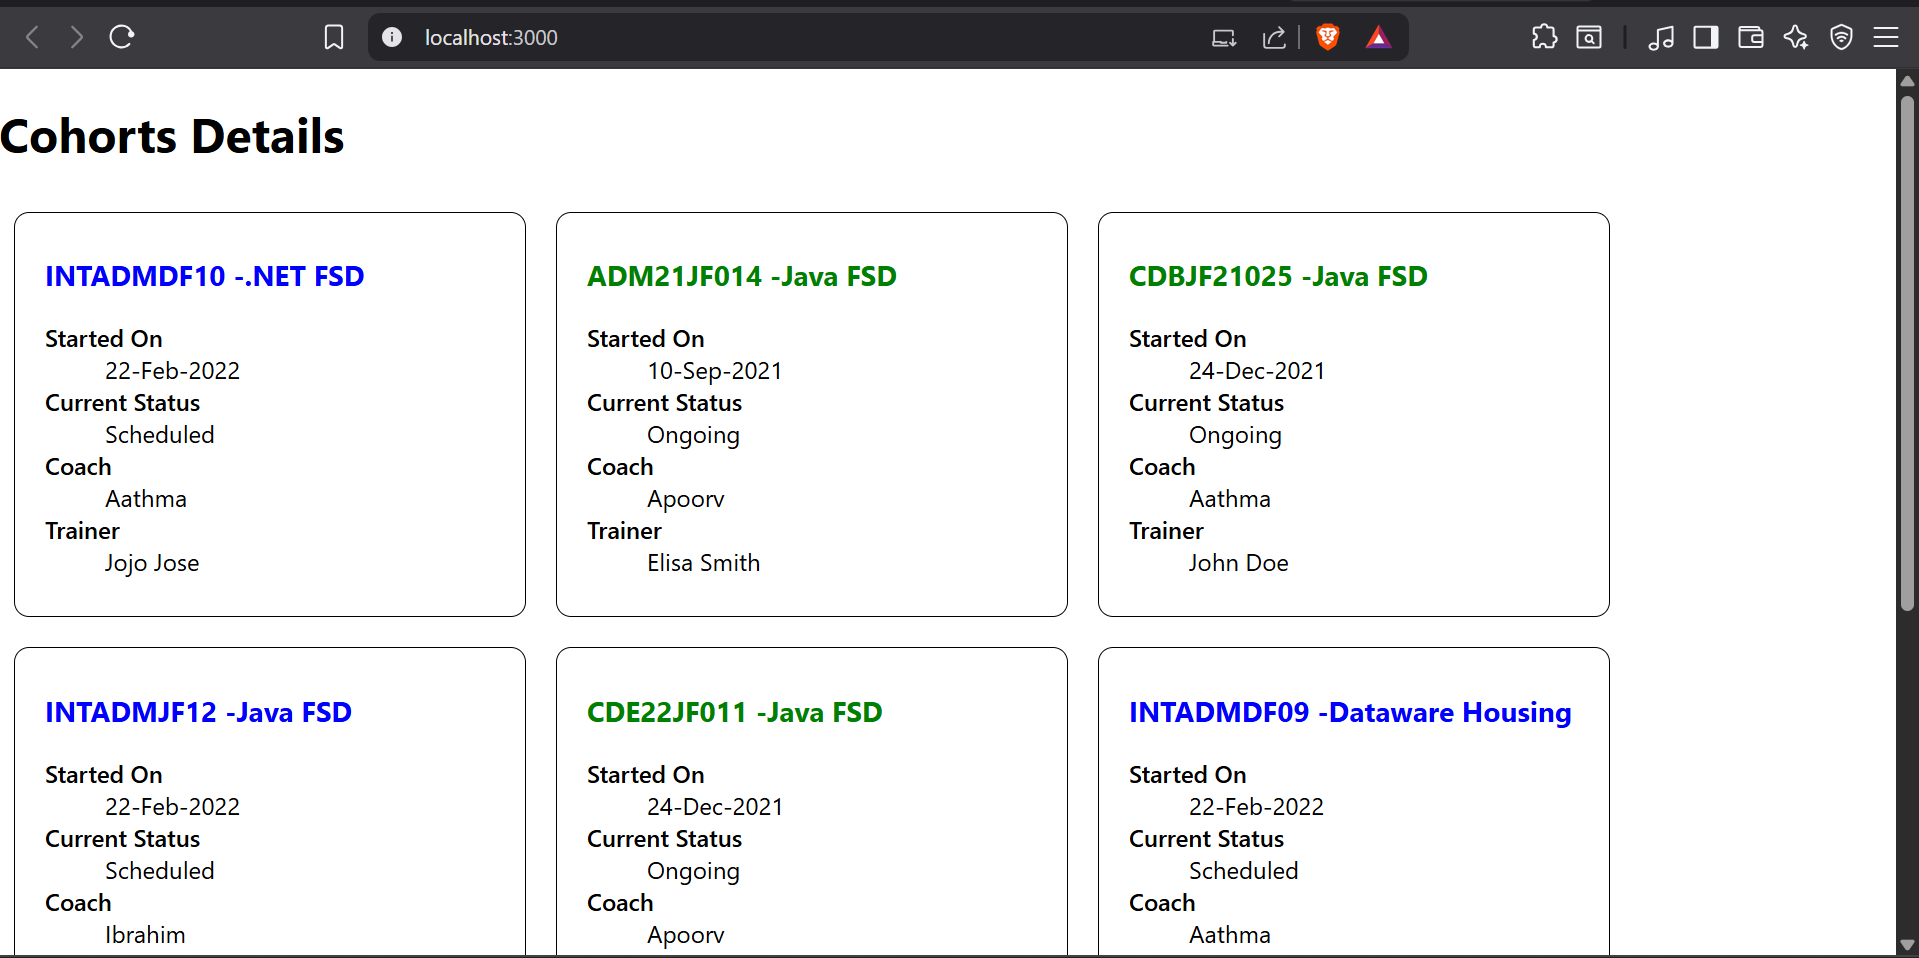 localhost:3000
Cohorts Details
INTADMDF10 -.NET FSD
Started On
22-Feb-2022
Current Status
Scheduled
Coach
Aathma
Trainer
Jojo Jose
ADM21JF014 -Java FSD
Started On
10-Sep-2021
Current Status
Ongoing
Coach
Apoorv
Trainer
Elisa Smith
CDBJF21025 -Java FSD
Started On
24-Dec-2021
Current Status
Ongoing
Coach
Aathma
Trainer
John Doe
INTADMJF12 -Java FSD
Started On
22-Feb-2022
Current Status
Scheduled
Coach
Ibrahim
CDE22JF011 -Java FSD
Started On
24-Dec-2021
Current Status
Ongoing
Coach
Apoorv
INTADMDF09 -Dataware Housing
Started On
22-Feb-2022
Current Status
Scheduled
Coach
Aathma